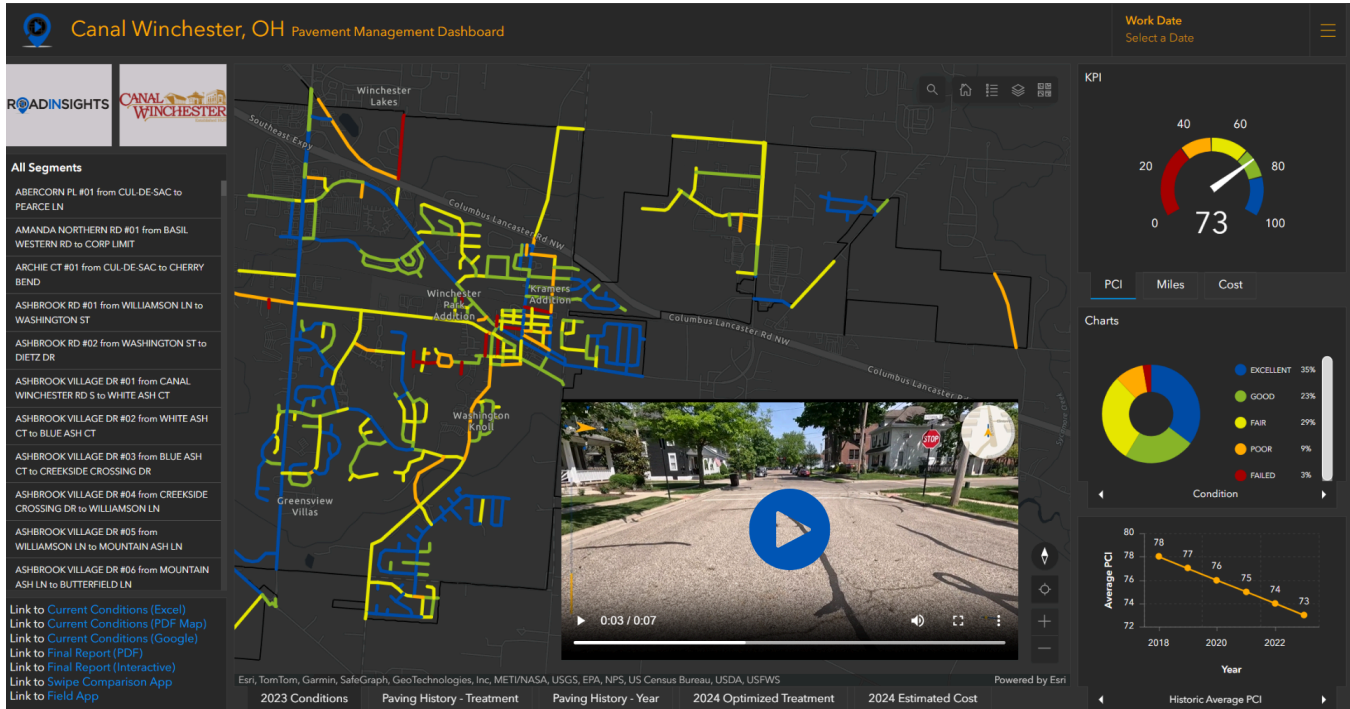 Canal Winchester, OH Pavement Management Dashboard
Work Date
Select a Date
ROADINSIGHTS
CANAL
WINCHESTER
All Segments
ABERCORN PL #01 from CUL-DE-SAC to
PEARCE LN
AMANDA NORTHERN RD #01 from BASIL
WESTERN RD to CORP LIMIT
ARCHIE CT #01 from CUL-DE-SAC to CHERRY
BEND
ASHBROOK RD #01 from WILLIAMSON LN to
WASHINGTON ST
ASHBROOK RD #02 from WASHINGTON ST to
DIETZ DR
ASHBROOK VILLAGE DR #01 from CANAL
WINCHESTER RD S to WHITE ASH CT
ASHBROOK VILLAGE DR #02 from WHITE ASH
CT to BLUE ASH CT
ASHBROOK VILLAGE DR #03 from BLUE ASH
CT to CREEKSIDE CROSSING DR
ASHBROOK VILLAGE DR #04 from CREEKSIDE
CROSSING DR to WILLIAMSON LN
ASHBROOK VILLAGE DR #05 from
WILLIAMSON LN to MOUNTAIN ASH LN
ASHBROOK VILLAGE DR #06 from MOUNTAIN
ASH LN to BUTTERFIELD LN
Link to Current Conditions (Excel)
Link to Current Conditions (PDF Map)
Link to Current Conditions (Google)
Link to Final Report (PDF)
Link to Final Report (Interactive)
Link to Swipe Comparison App
Link to Field App
Winchester
Lakes
Southeast Expy
Columbus Lancaster Rd NW
Winchester
Park
Addition
Kramers
Addition
Columbus Lancaster Rd NW
Columbus Lancaster Rd
Washington
Knoll
Greensview
Villas
STOP
0:03 / 0:07
Esri, TomTom, Garmin, SafeGraph, GeoTechnologies, Inc, METI/NASA, USGS, EPA, NPS, US Census Bureau, USDA, USFWS
Powered by Esri
2023 Conditions
Paving History - Treatment
Paving History - Year
2024 Optimized Treatment
2024 Estimated Cost
KPI
0
20
40
60
80
100
73
PCI
Miles
Cost
Charts
EXCELLENT 35%
GOOD 23%
FAIR 29%
POOR 9%
FAILED 3%
Condition
Average PCI
80
78
76
74
72
78
77
76
75
74
73
2018
2020
2022
Year
Historic Average PCI